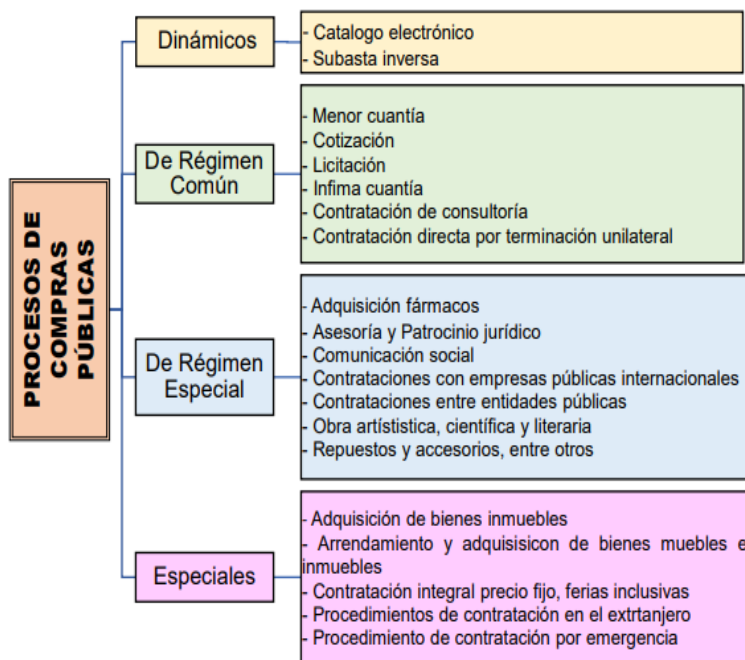 PROCESOS DE
COMPRAS
PÚBLICAS
Dinámicos
- Catalogo electrónico
- Subasta inversa
De Régimen
Común
- Menor cuantía
- Cotización
- Licitación
- Infima cuantía
- Contratación de consultoría
- Contratación directa por terminación unilateral
De Régimen
Especial
- Adquisición fármacos
- Asesoría y Patrocinio jurídico
- Comunicación social
- Contrataciones con empresas públicas internacionales
- Contrataciones entre entidades públicas
- Obra artístistica, científica y literaria
- Repuestos y accesorios, entre otros
Especiales
- Adquisición de bienes inmuebles
- Arrendamiento y adquisisicon de bienes muebles e
inmuebles
- Contratación integral precio fijo, ferias inclusivas
- Procedimientos de contratación en el extrtanjero
- Procedimiento de contratación por emergencia